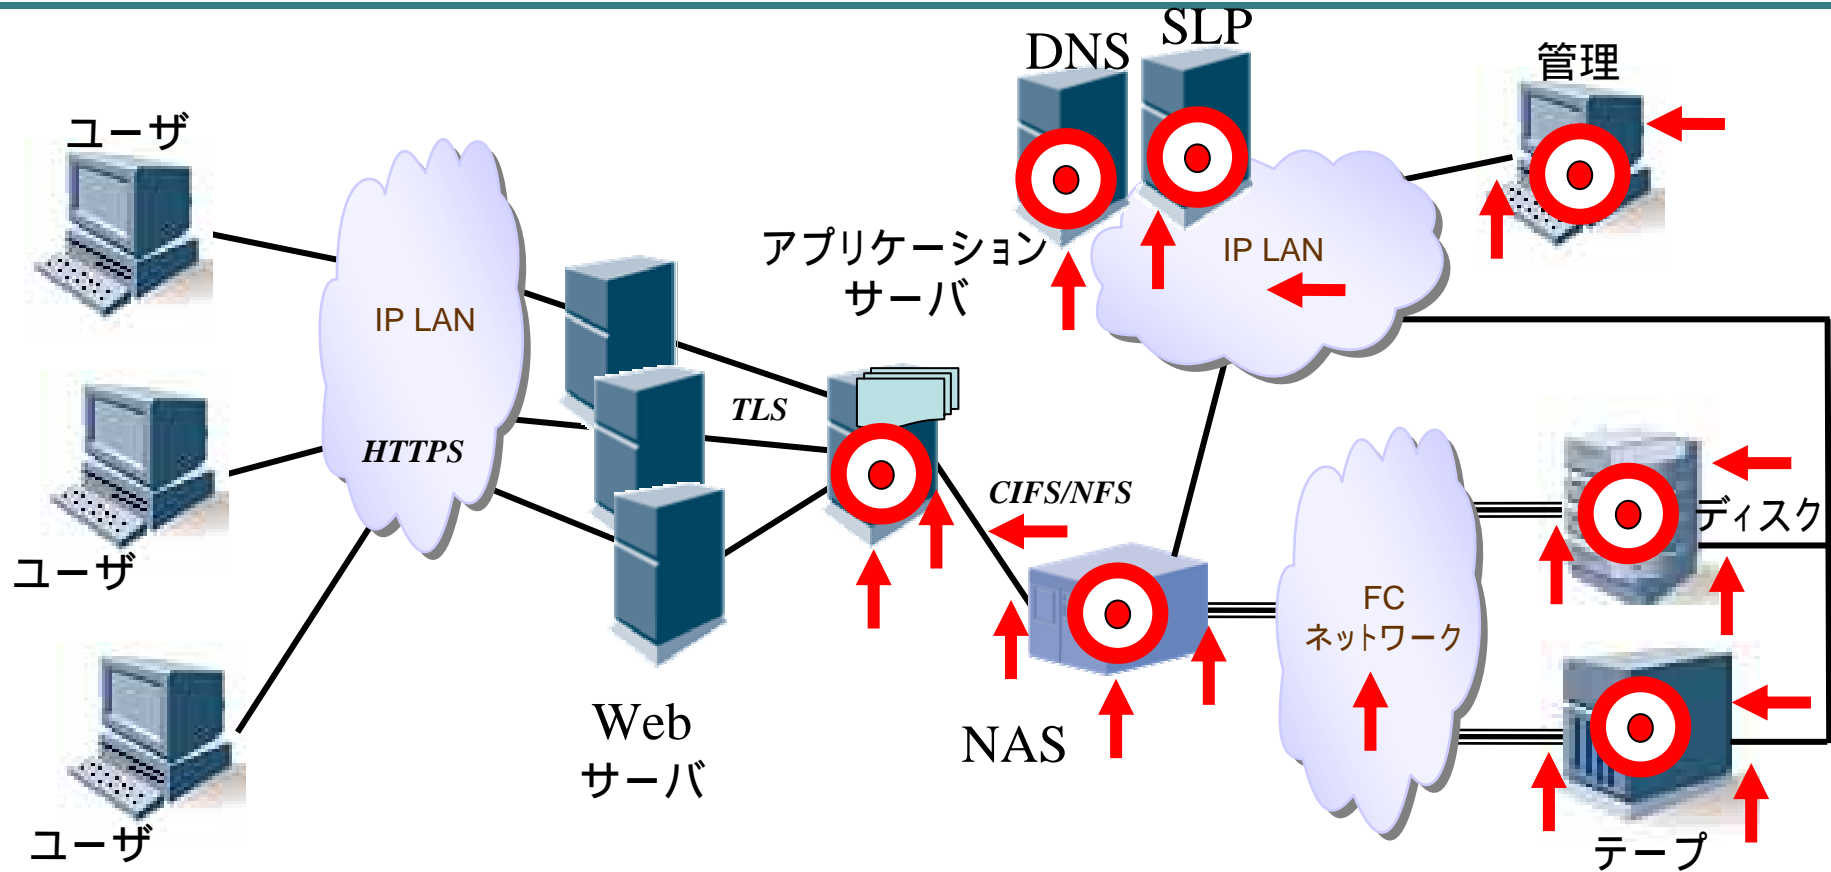 SLP
DNS
管理
ユーザ
アプリケーション
サーバ
IP LAN
IP LAN
TLS
HTTPS
CIFS/NFS
ディスク
ユーザ
FC
ネットワーク
Web
サーバ
NAS
ユーザ
テープ